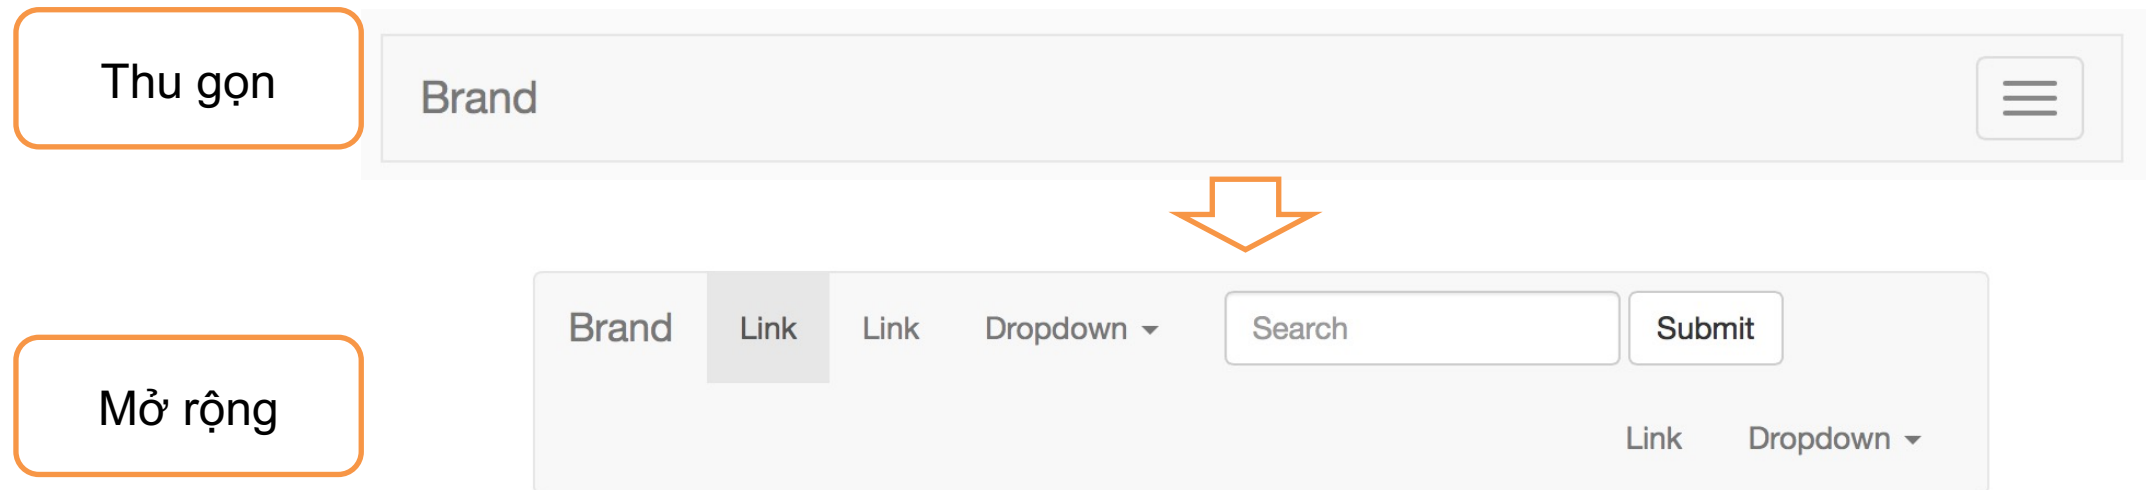 Thu gọn
Brand
Brand Link Link Dropdown Search Submit
Mở rộng
Link Dropdown